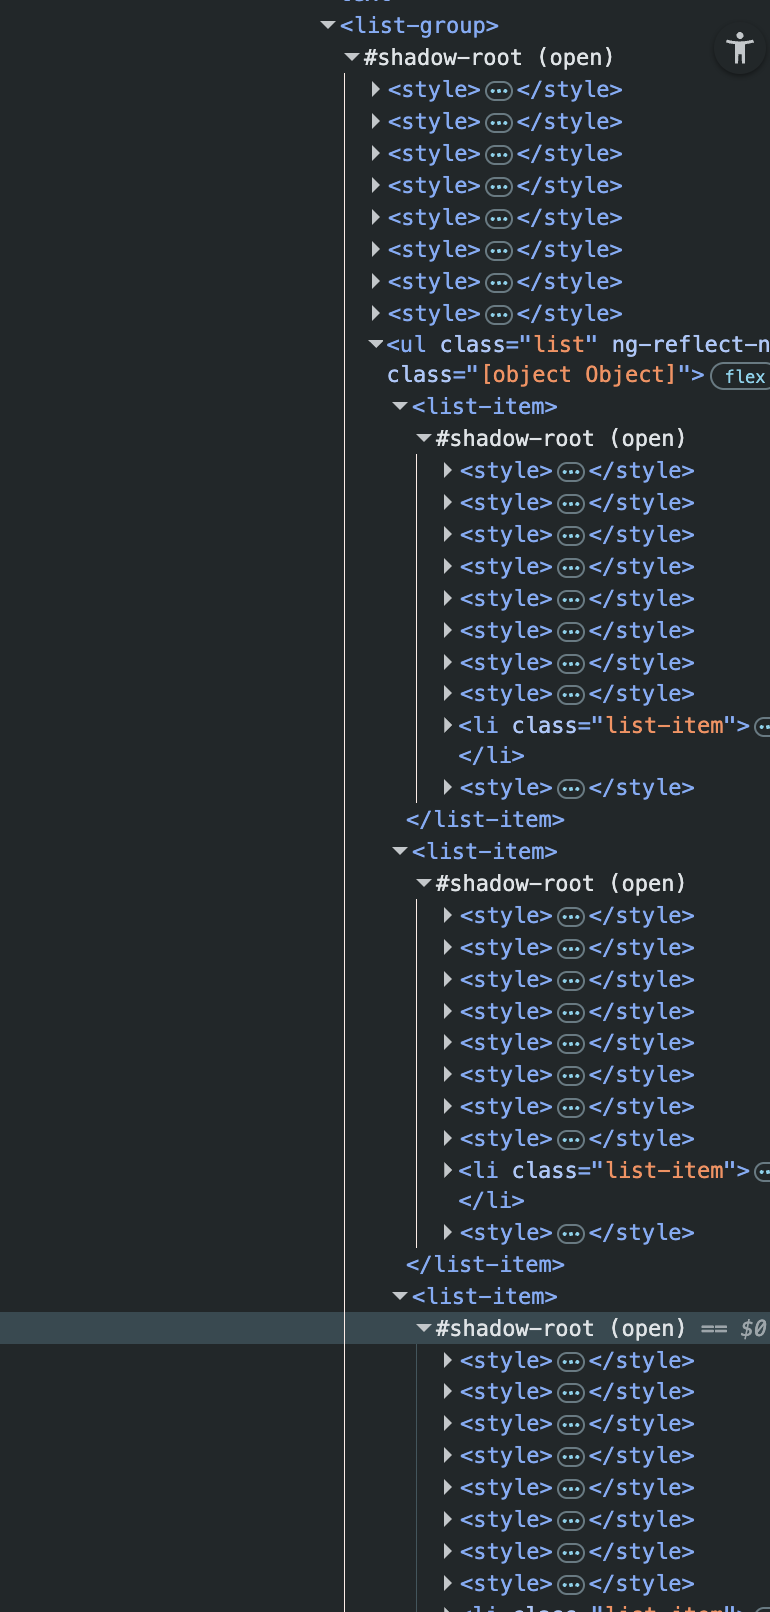 <list-group>
#shadow-root (open)
<style>…</style>
<style>…</style>
<style>…</style>
<style>…</style>
<style>…</style>
<style>…</style>
<style>…</style>
<style>…</style>
<ul class="list" ng-reflect-n
class="[object Object]"> flex
<list-item>
#shadow-root (open)
<style>…</style>
<style>…</style>
<style>…</style>
<style>…</style>
<style>…</style>
<style>…</style>
<style>…</style>
<style>…</style>
<li class="list-item">…
</li>
<style>…</style>
</list-item>
<list-item>
#shadow-root (open)
<style>…</style>
<style>…</style>
<style>…</style>
<style>…</style>
<style>…</style>
<style>…</style>
<style>…</style>
<style>…</style>
<li class="list-item">…
</li>
<style>…</style>
</list-item>
<list-item>
#shadow-root (open) == $0
<style>…</style>
<style>…</style>
<style>…</style>
<style>…</style>
<style>…</style>
<style>…</style>
<style>…</style>
<style>…</style>